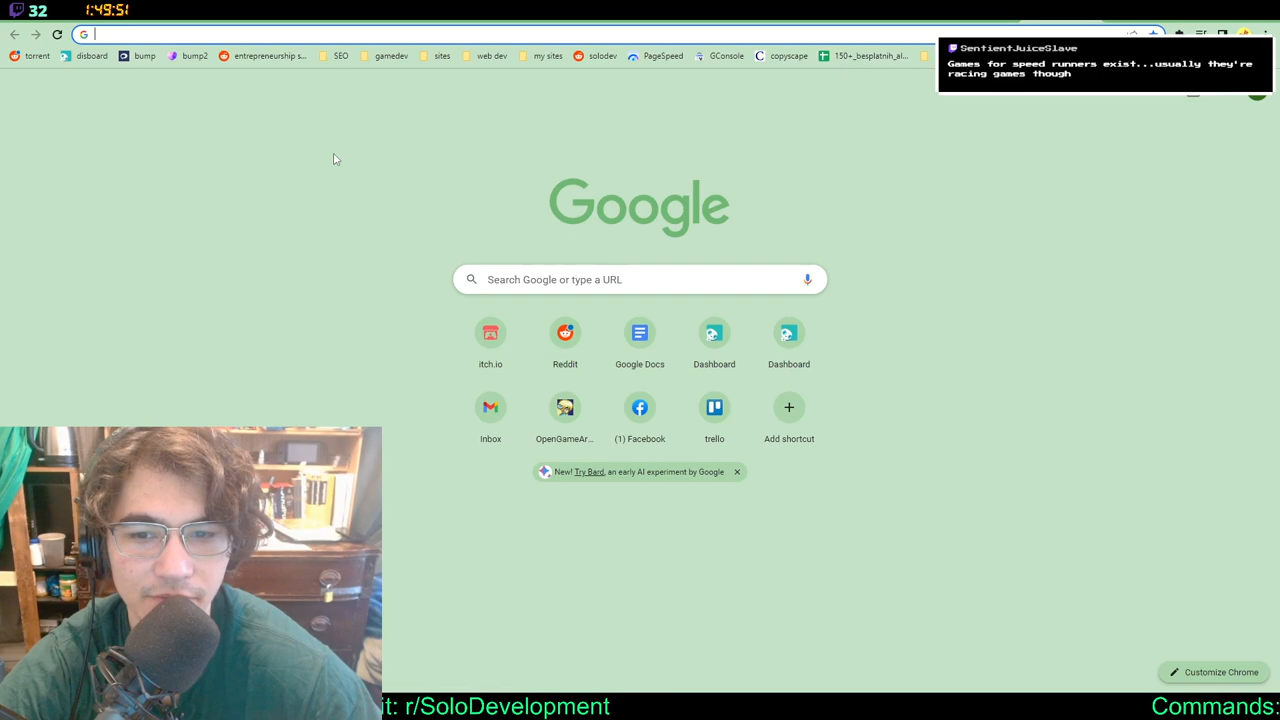 32
1:49:51
torrent
disboard
bump
bump2
entrepreneurship s...
SEO
gamedev
sites
web dev
my sites
solodev
PageSpeed
GConsole
copyscape
150+_besplatnih_al...
SentientJuiceSlave
Games for speed runners exist...usually they're
racing games though
Google
Search Google or type a URL
itch.io
Reddit
Google Docs
Dashboard
Dashboard
Inbox
OpenGameAr...
(1) Facebook
trello
Add shortcut
New! Try Bard, an early AI experiment by Google
Customize Chrome
it: r/SoloDevelopment
Commands: